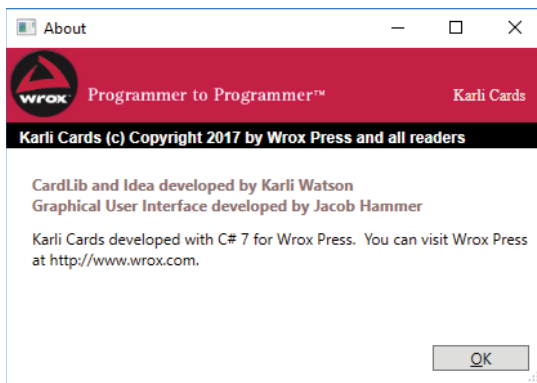 About
wrox
Programmer to Programmer™
Karli Cards
Karli Cards (c) Copyright 2017 by Wrox Press and all readers
CardLib and Idea developed by Karli Watson
Graphical User Interface developed by Jacob Hammer
Karli Cards developed with C# 7 for Wrox Press.  You can visit Wrox Press
at http://www.wrox.com.
OK